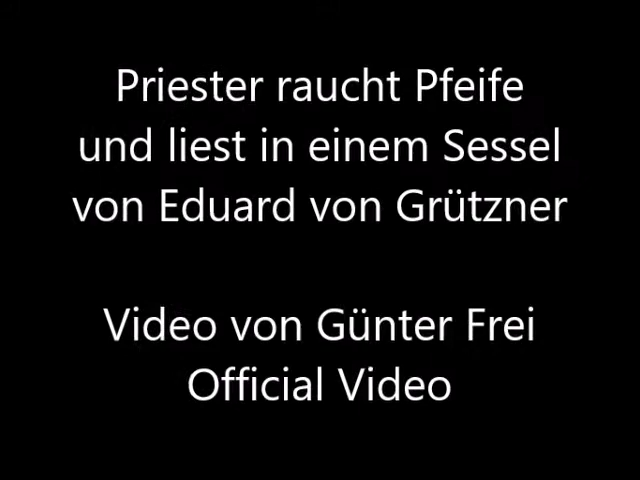 Priester raucht Pfeife
und liest in einem Sessel
von Eduard von Grützner
Video von Günter Frei
Official Video